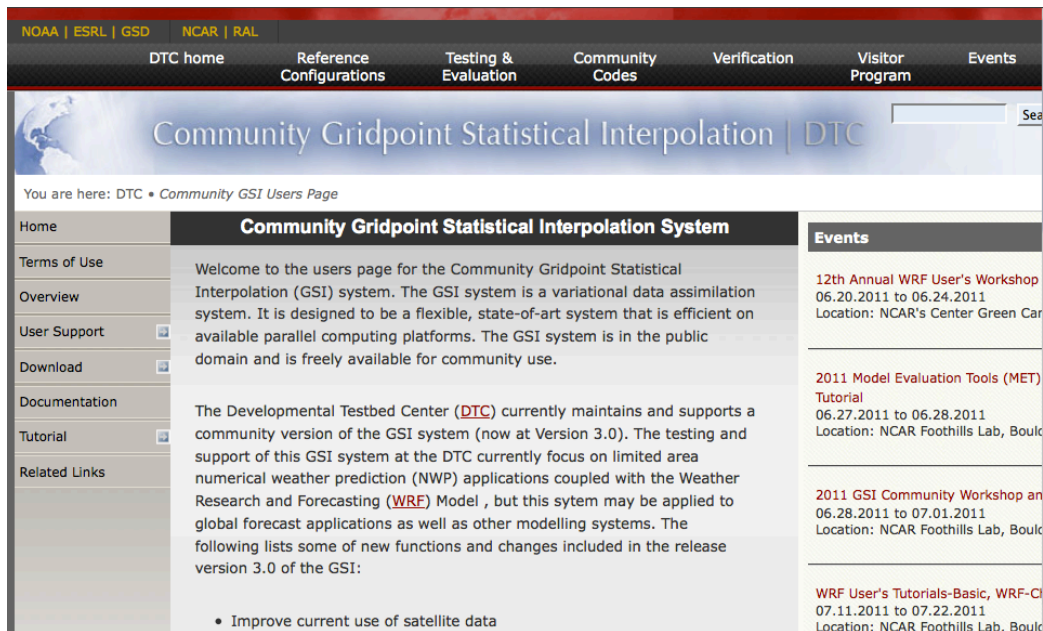 NOAA | ESRL | GSD NCAR | RAL
DTC home Reference Configurations Testing & Evaluation Community Codes Verification Visitor Program Events
Community Gridpoint Statistical Interpolation | DTC
You are here: DTC • Community GSI Users Page
Home
Terms of Use
Overview
User Support
Download
Documentation
Tutorial
Related Links
Community Gridpoint Statistical Interpolation System
Welcome to the users page for the Community Gridpoint Statistical
Interpolation (GSI) system. The GSI system is a variational data assimilation
system. It is designed to be a flexible, state-of-art system that is efficient on
available parallel computing platforms. The GSI system is in the public
domain and is freely available for community use.
The Developmental Testbed Center (DTC) currently maintains and supports a
community version of the GSI system (now at Version 3.0). The testing and
support of this GSI system at the DTC currently focus on limited area
numerical weather prediction (NWP) applications coupled with the Weather
Research and Forecasting (WRF) Model , but this sytem may be applied to
global forecast applications as well as other modelling systems. The
following lists some of new functions and changes included in the release
version 3.0 of the GSI:
• Improve current use of satellite data
Events
12th Annual WRF User's Workshop
06.20.2011 to 06.24.2011
Location: NCAR's Center Green
2011 Model Evaluation Tools (MET)
Tutorial
06.27.2011 to 06.28.2011
Location: NCAR Foothills Lab,
2011 GSI Community Workshop
06.28.2011 to 07.01.2011
Location: NCAR Foothills Lab,
WRF User's Tutorials-Basic,
07.11.2011 to 07.22.2011
Location: NCAR Foothills Lab,